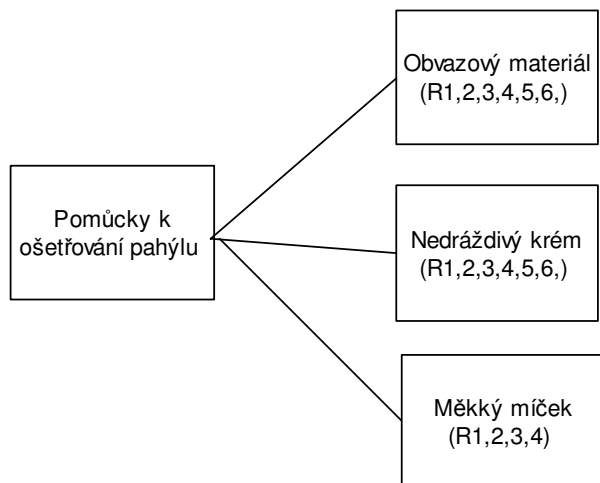 Obvazový materiál
(R1,2,3,4,5,6,)
Pomůcky k
ošetřování pahýlu
Nedráždivý krém
(R1,2,3,4,5,6,)
Měkký míček
(R1,2,3,4)